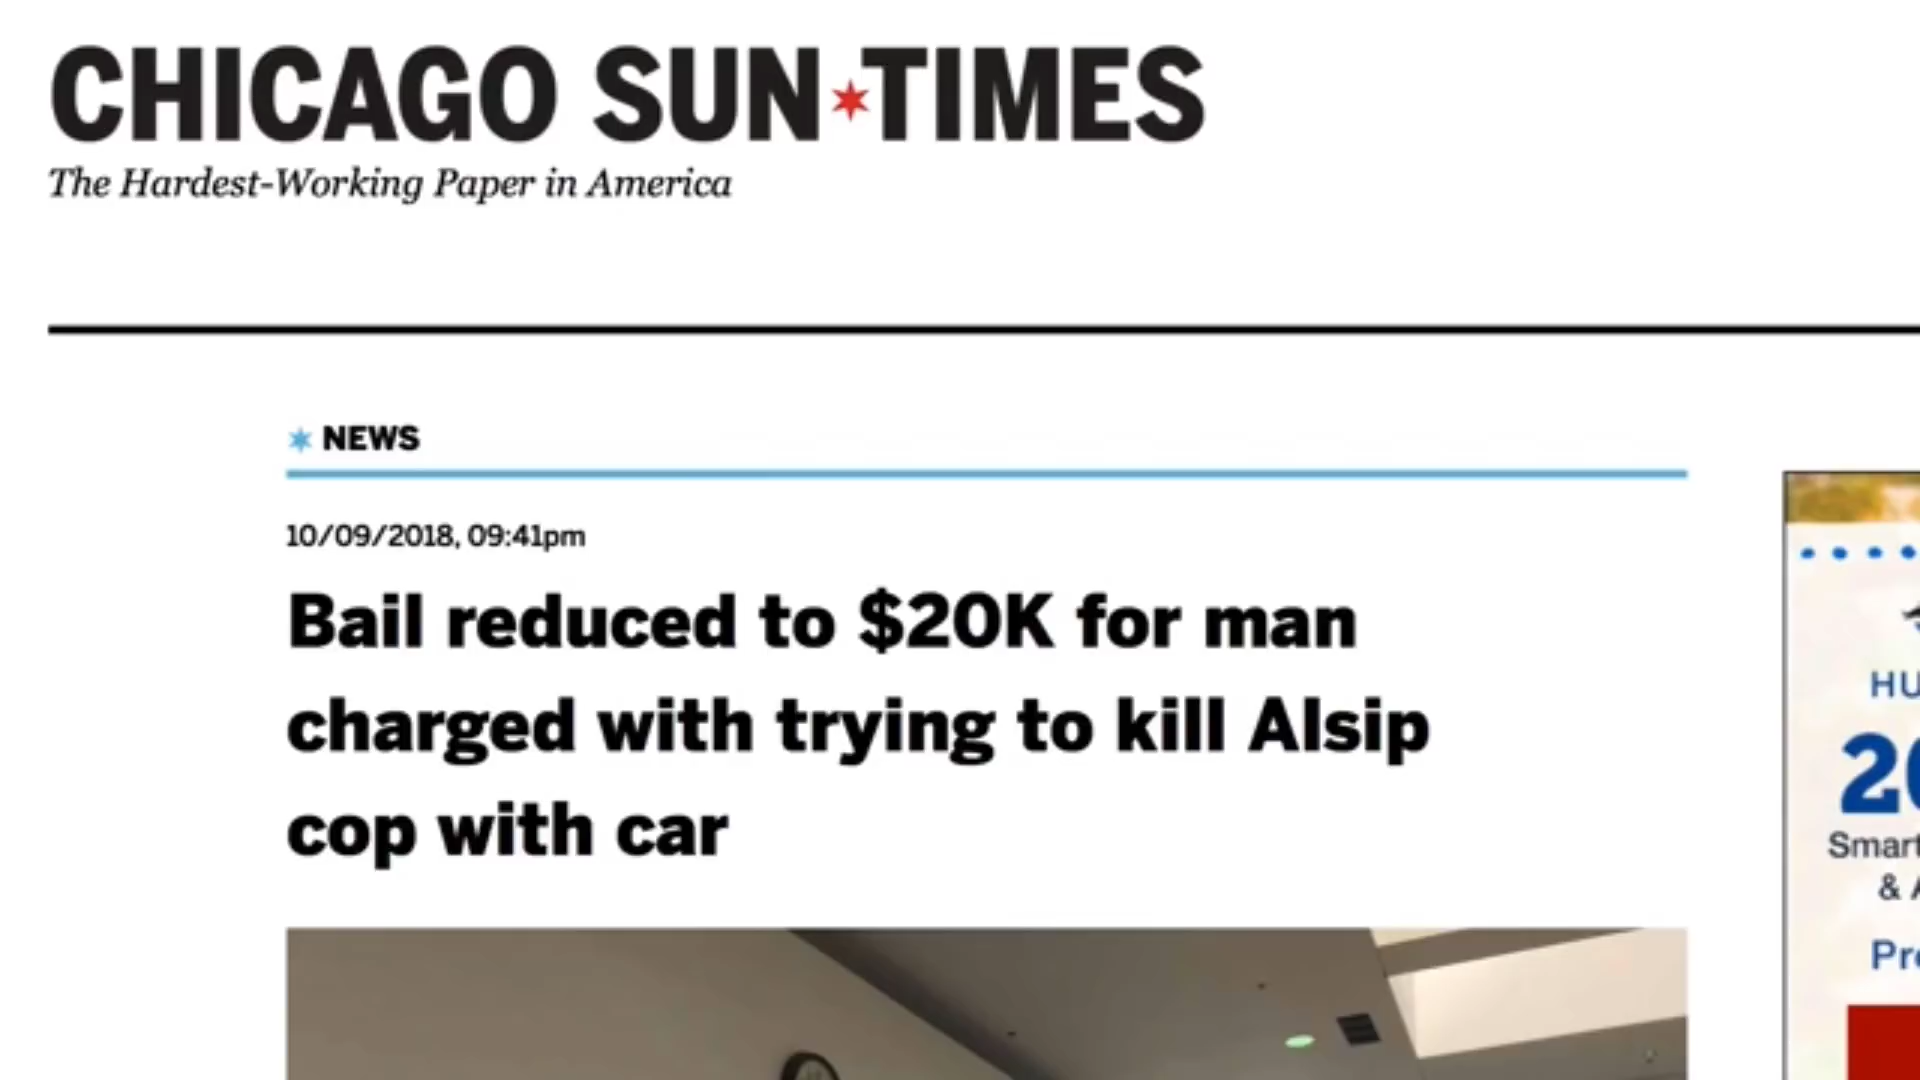 CHICAGO SUN★TIMES
The Hardest-Working Paper in America
NEWS
10/09/2018, 09:41pm
Bail reduced to $20K for man
charged with trying to kill Alsip
cop with car